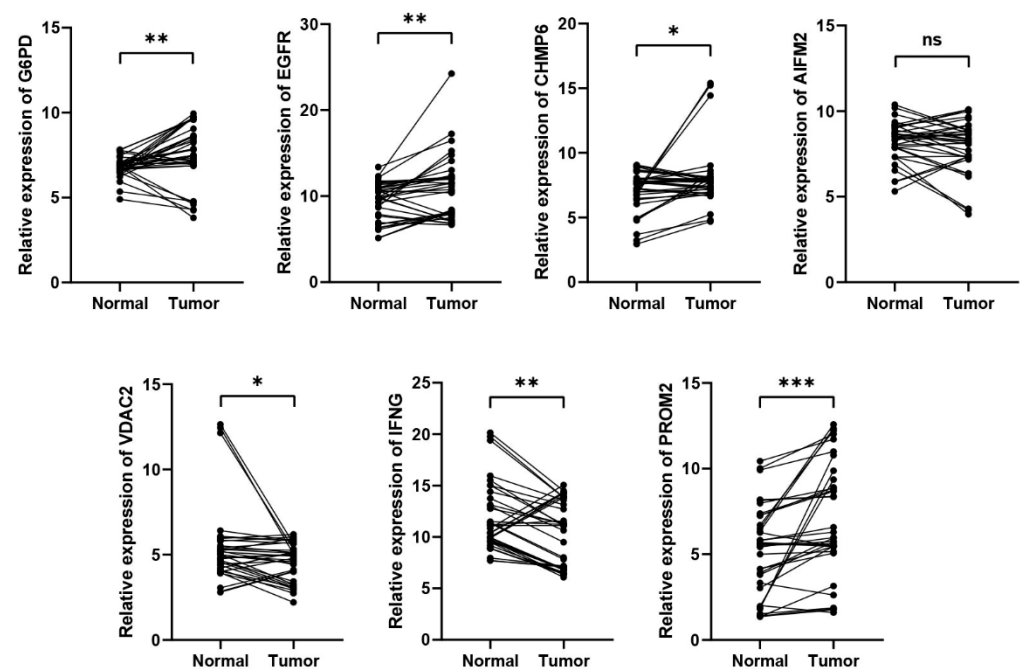 **
Relative expression of G6PD
15
10
5
0
Normal Tumor
**
Relative expression of EGFR
30
20
10
0
Normal Tumor
*
Relative expression of CHMP6
20
15
10
5
0
Normal Tumor
ns
Relative expression of AIFM2
15
10
5
0
Normal Tumor
*
Relative expression of VDAC2
15
10
5
0
Normal Tumor
**
Relative expression of IFNG
25
20
15
10
5
0
Normal Tumor
***
Relative expression of PROM2
15
10
5
0
Normal Tumor